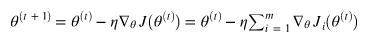 θ^(t + 1) = θ^(t) − η∇_θ J(θ^(t)) = θ^(t) − η∑_{i = 1}^{m} ∇_θ J_i(θ^(t))